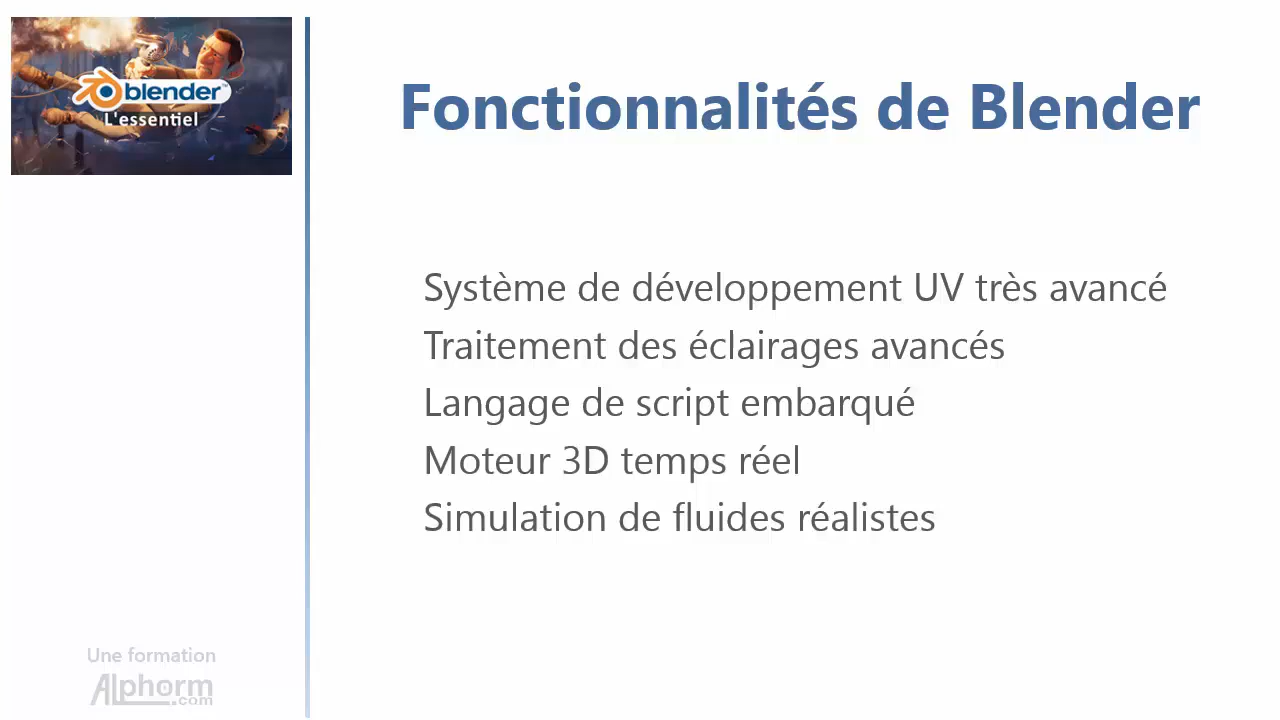 blender™
L'essentiel
Fonctionnalités de Blender
Système de développement UV très avancé
Traitement des éclairages avancés
Langage de script embarqué
Moteur 3D temps réel
Simulation de fluides réalistes
Une formation
Alphorm
.com